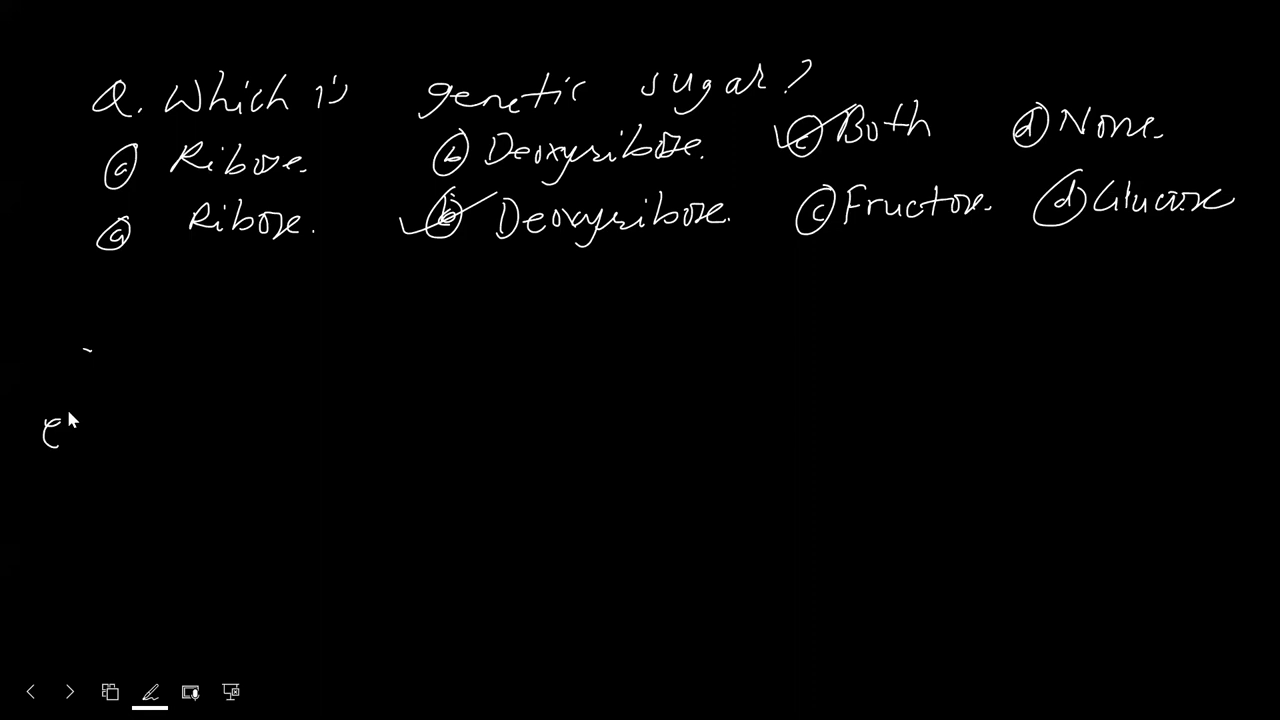 Q. Which is genetic sugar?
a Ribose. b Deoxyribose. c Both d None.
a Ribose. b Deoxyribose. c Fructose. d Glucose
e